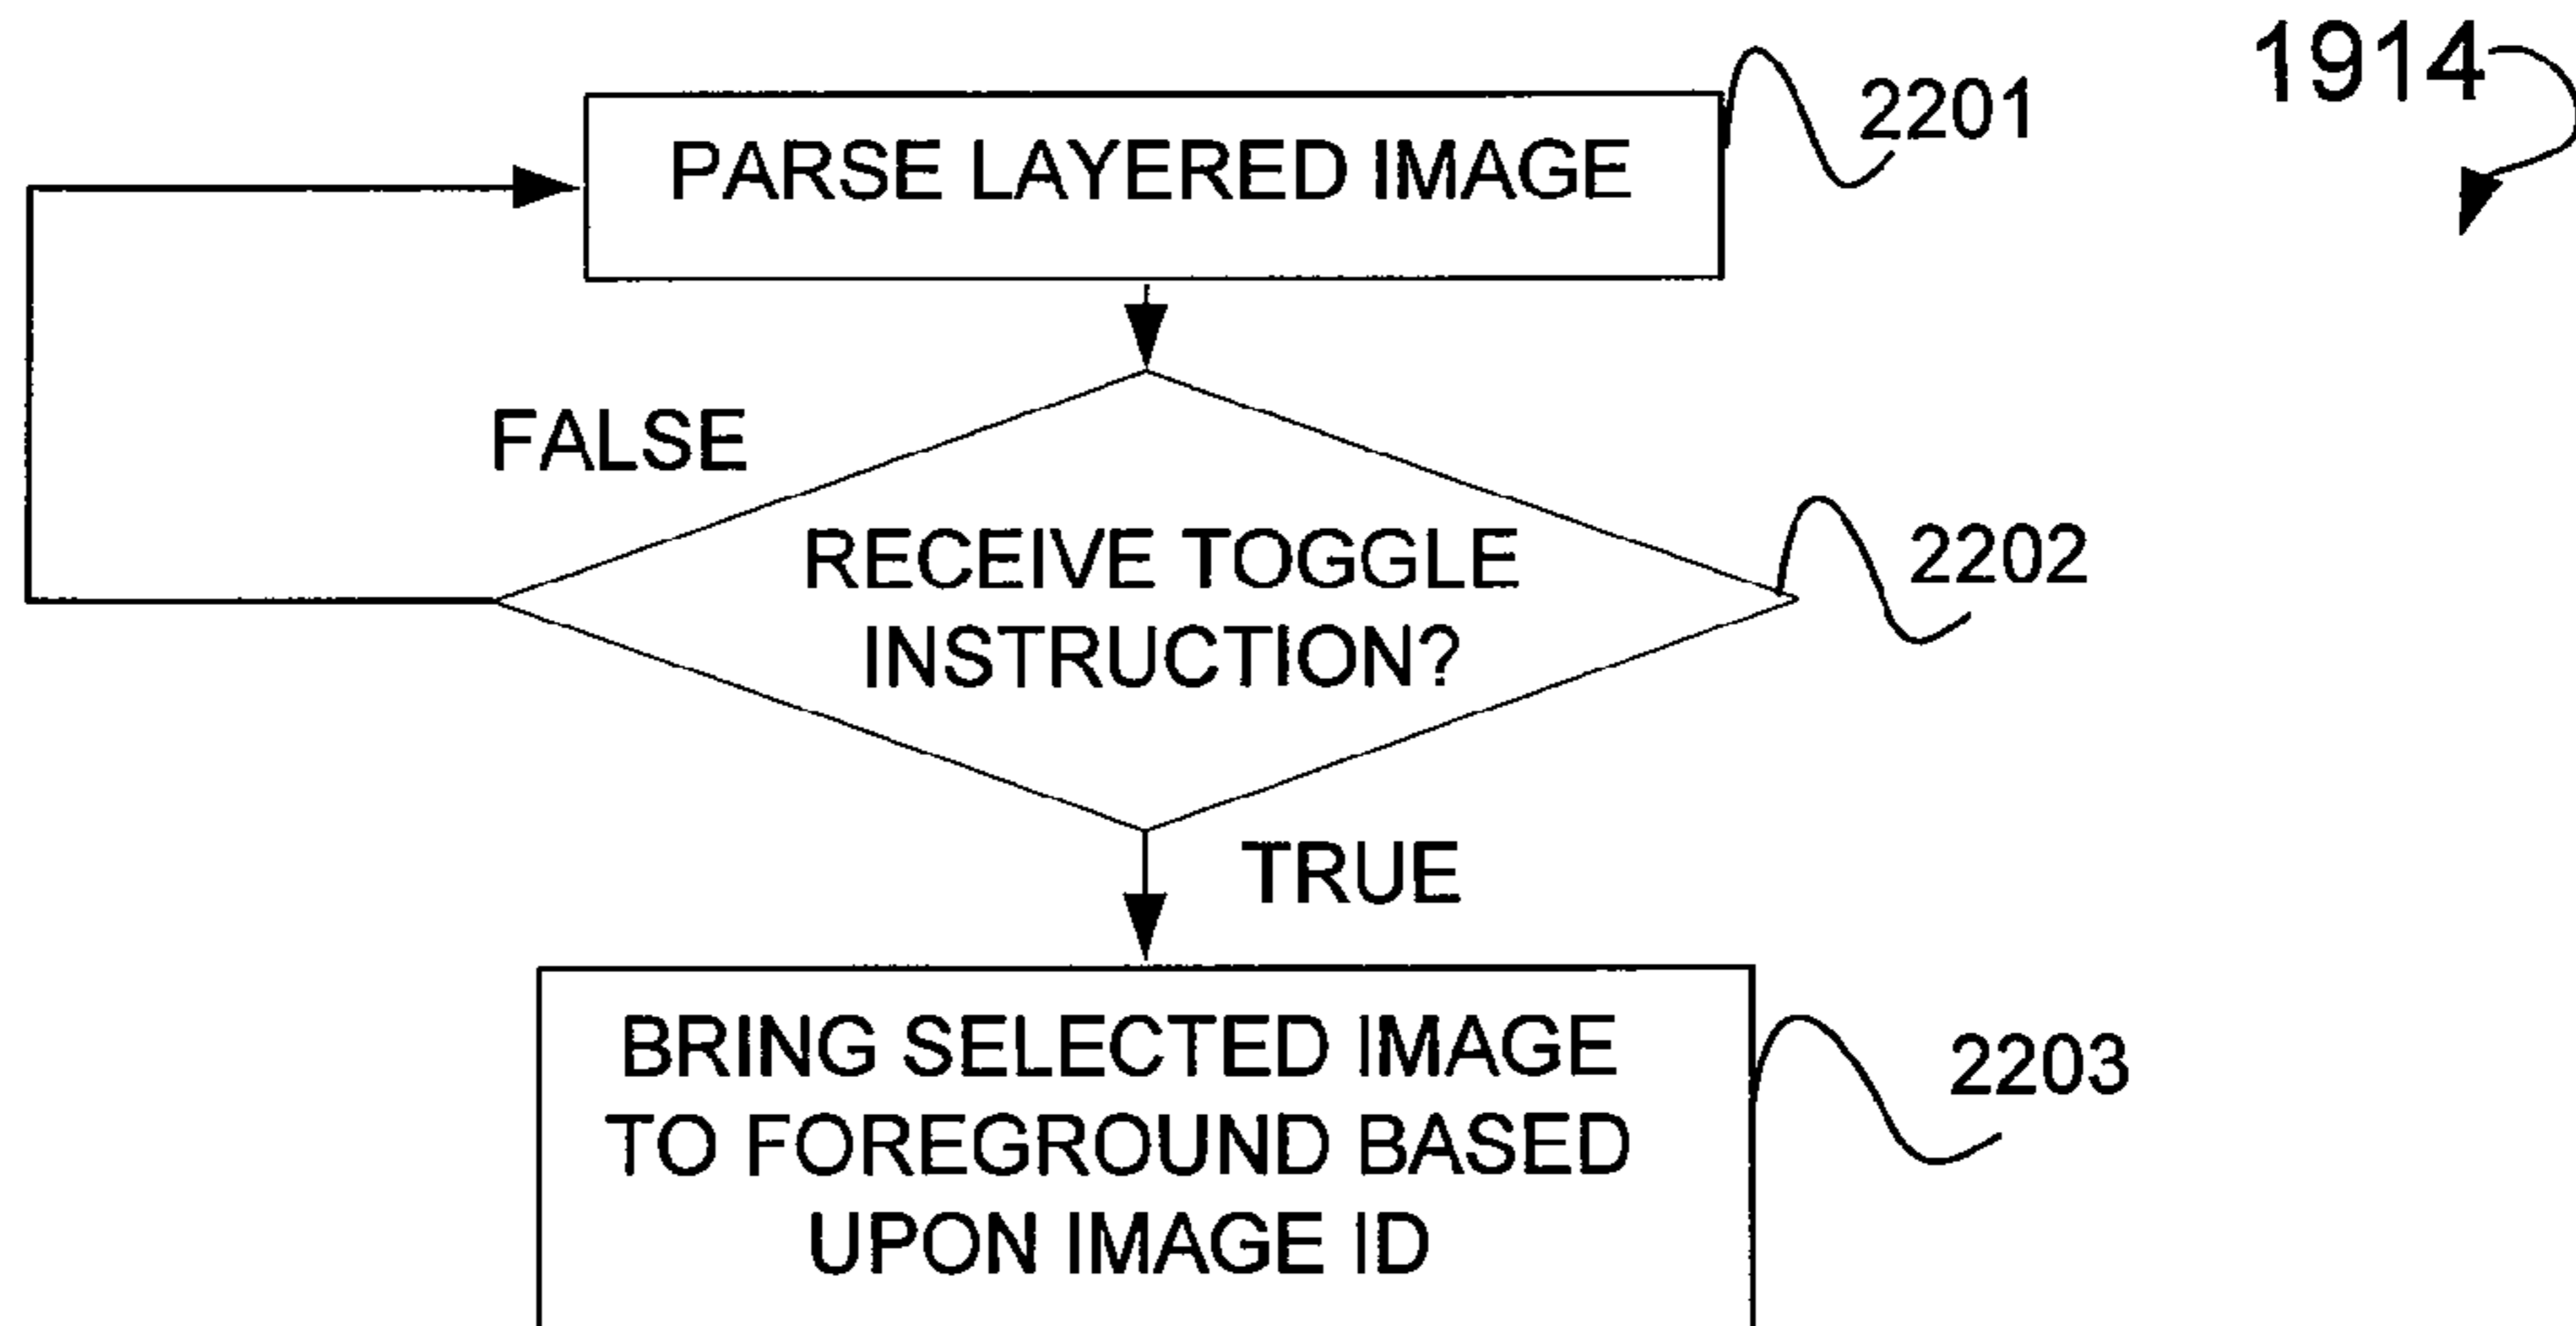 1914
PARSE LAYERED IMAGE
2201
FALSE
RECEIVE TOGGLE
INSTRUCTION?
2202
TRUE
BRING SELECTED IMAGE
TO FOREGROUND BASED
UPON IMAGE ID
2203